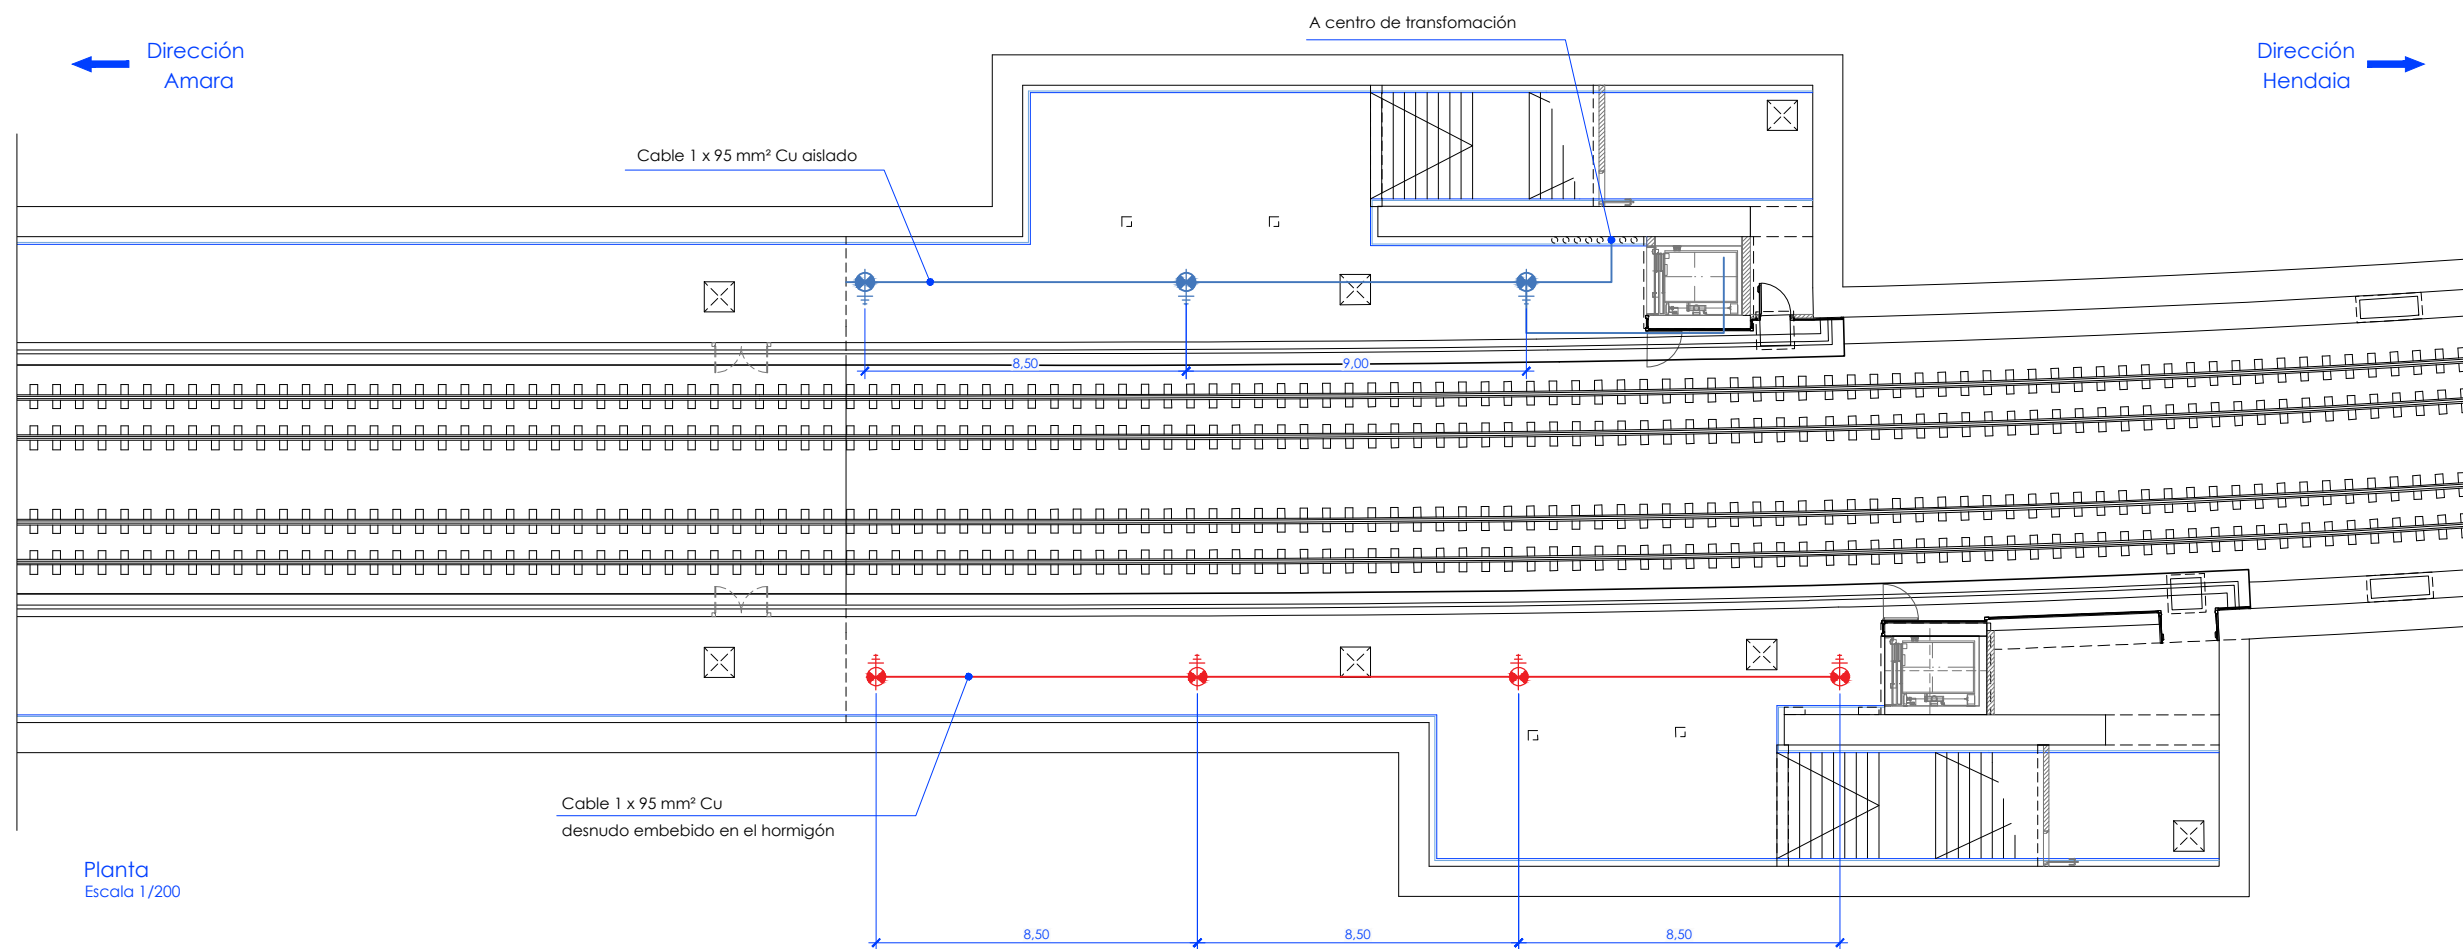 A centro de transfomación
Dirección
Amara
Dirección
Hendaia
Cable 1 x 95 mm² Cu aislado
8,50
9,00
Cable 1 x 95 mm² Cu
desnudo embebido en el hormigón
Planta
Escala 1/200
8,50
8,50
8,50